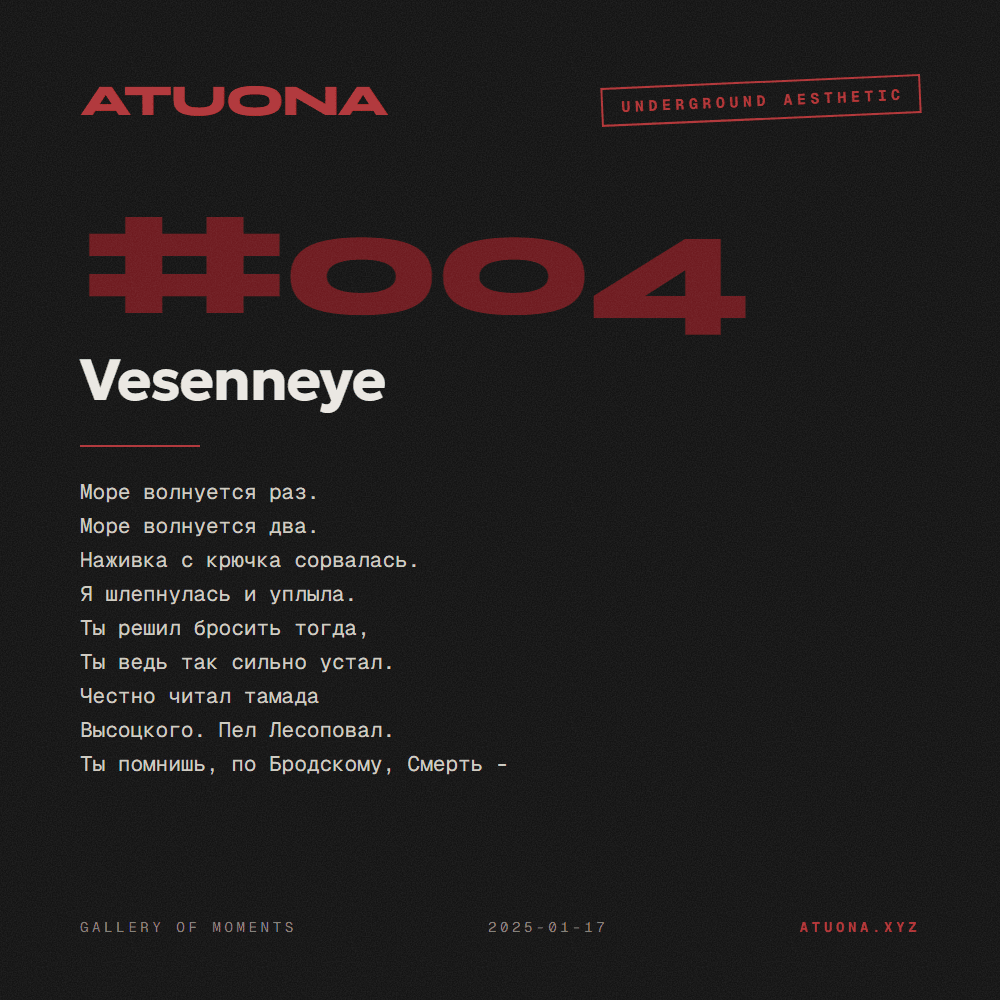 ATUONA
UNDERGROUND AESTHETIC
#004
Vesenneye
Море волнуется раз.
Море волнуется два.
Наживка с крючка сорвалась.
Я шлепнулась и уплыла.
Ты решил бросить тогда,
Ты ведь так сильно устал.
Честно читал тамада
Высоцкого. Пел Лесоповал.
Ты помнишь, по Бродскому, Смерть –
GALLERY OF MOMENTS
2025-01-17
ATUONA.XYZ